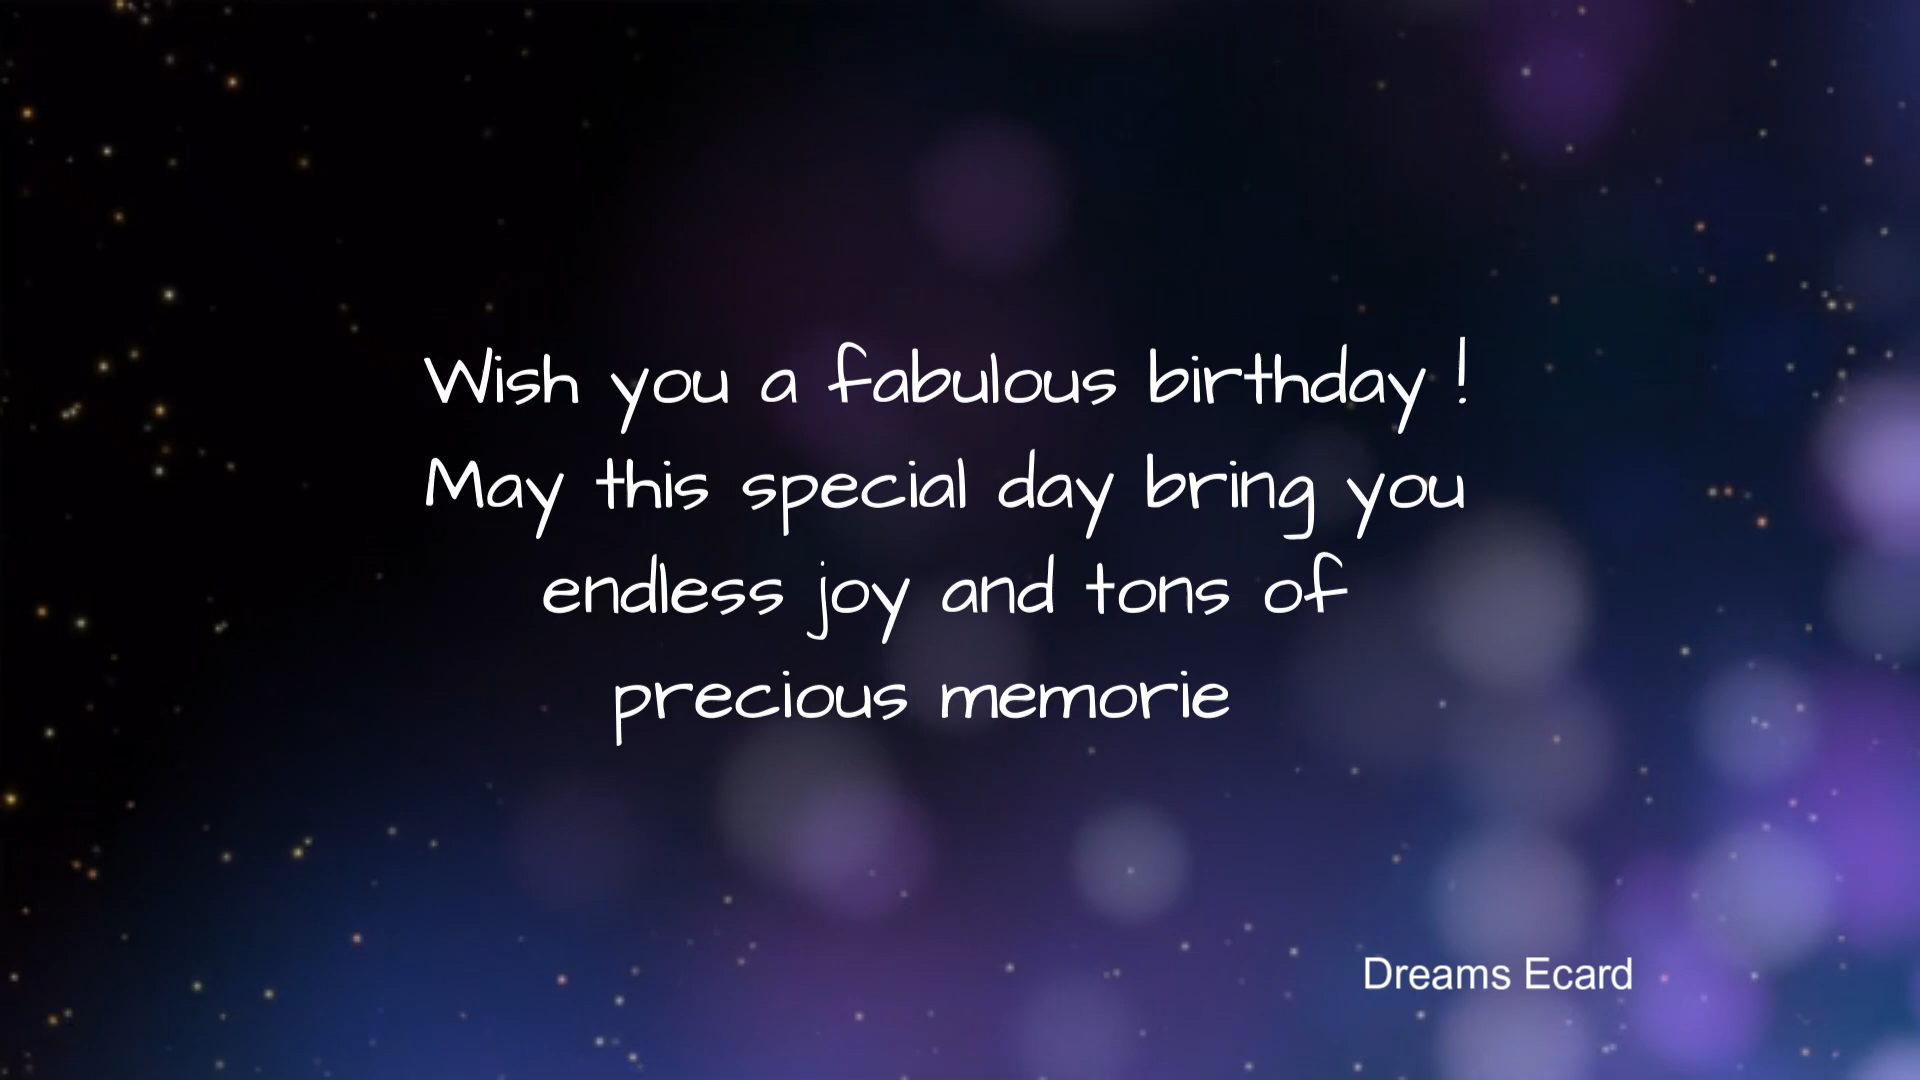 Wish you a fabulous birthday !
May this special day bring you
endless joy and tons of
precious memorie
Dreams Ecard